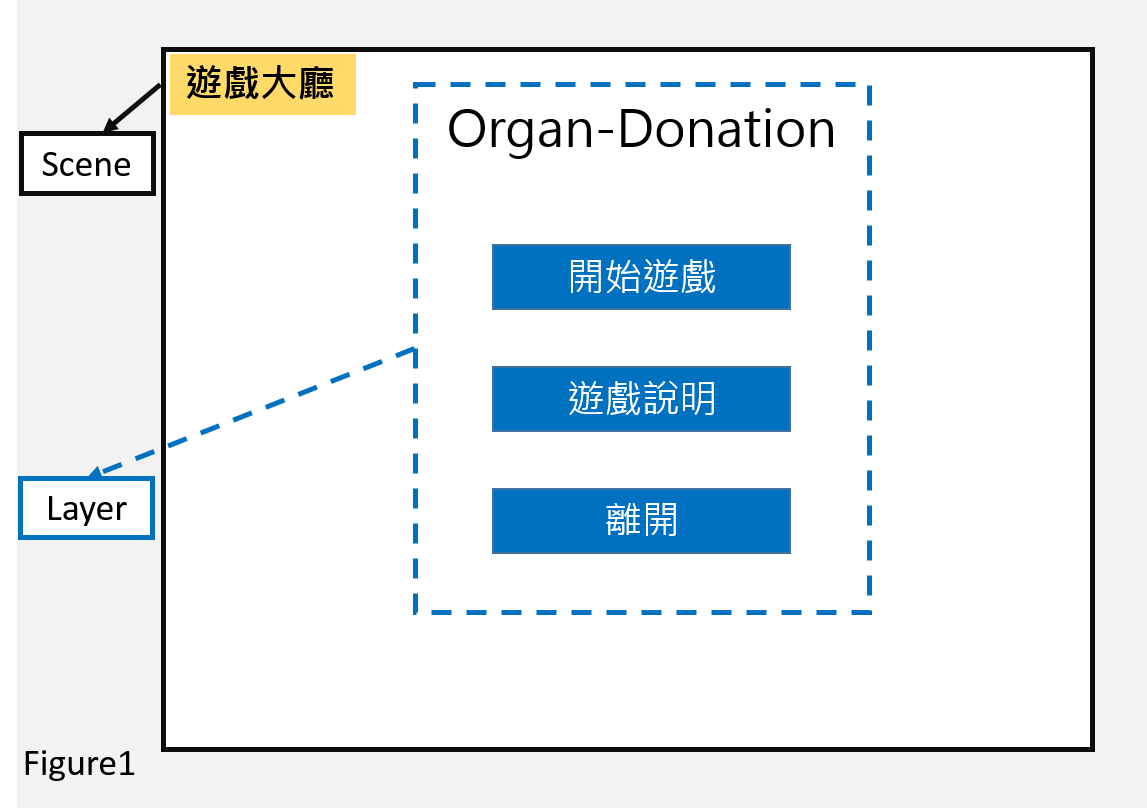 遊戲大廳
Scene
Organ-Donation
開始遊戲
遊戲說明
離開
Layer
Figure1